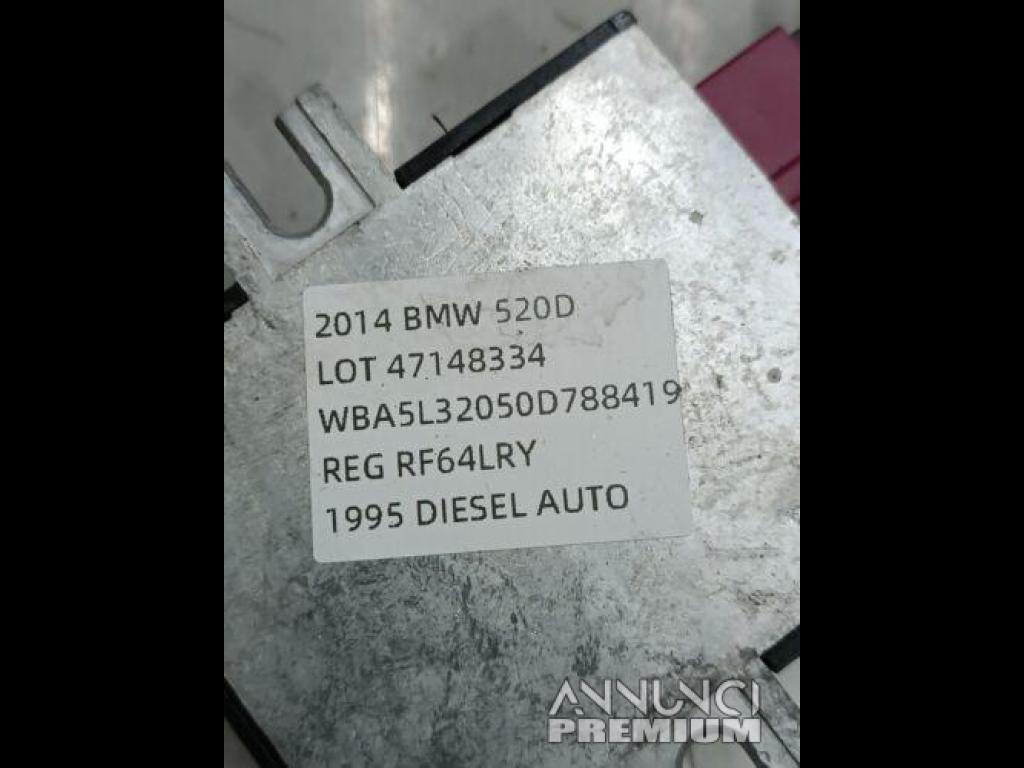 2014 BMW 520D
LOT 47148334
WBA5L32050D788419
REG RF64LRY
1995 DIESEL AUTO
ANNUNCI
PREMIUM